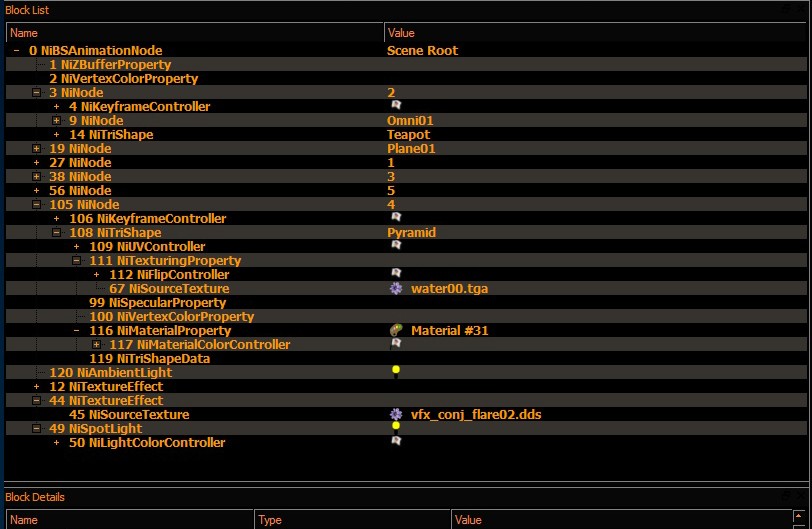 Block List
Name Value
0 NiBSAnimationNode Scene Root
1 NiZBufferProperty
2 NiVertexColorProperty
3 NiNode 2
4 NiKeyframeController
9 NiNode Omni01
14 NiTriShape Teapot
19 NiNode Plane01
27 NiNode 1
38 NiNode 3
56 NiNode 5
105 NiNode 4
106 NiKeyframeController
108 NiTriShape Pyramid
109 NiUVController
111 NiTexturingProperty
112 NiFlipController
67 NiSourceTexture water00.tga
99 NiSpecularProperty
100 NiVertexColorProperty
116 NiMaterialProperty Material #31
117 NiMaterialColorController
119 NiTriShapeData
120 NiAmbientLight
12 NiTextureEffect
44 NiTextureEffect
45 NiSourceTexture vfx_conj_flare02.dds
49 NiSpotLight
50 NiLightColorController
Block Details
Name Type Value